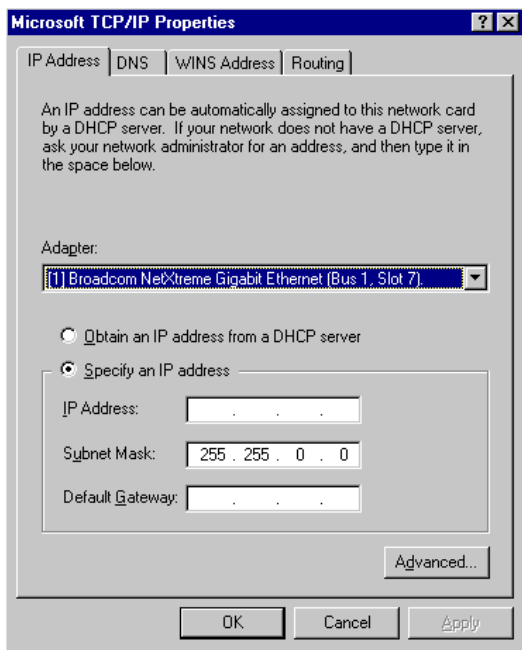 Microsoft TCP/IP Properties
IP Address DNS WINS Address Routing
An IP address can be automatically assigned to this network card
by a DHCP server. If your network does not have a DHCP server,
ask your network administrator for an address, and then type it in
the space below.
Adapter:
[1] Broadcom NetXtreme Gigabit Ethernet (Bus 1, Slot 7).
Obtain an IP address from a DHCP server
Specify an IP address
IP Address: . . .
Subnet Mask: 255 . 255 . 0 . 0
Default Gateway: . . .
Advanced...
OK Cancel Apply